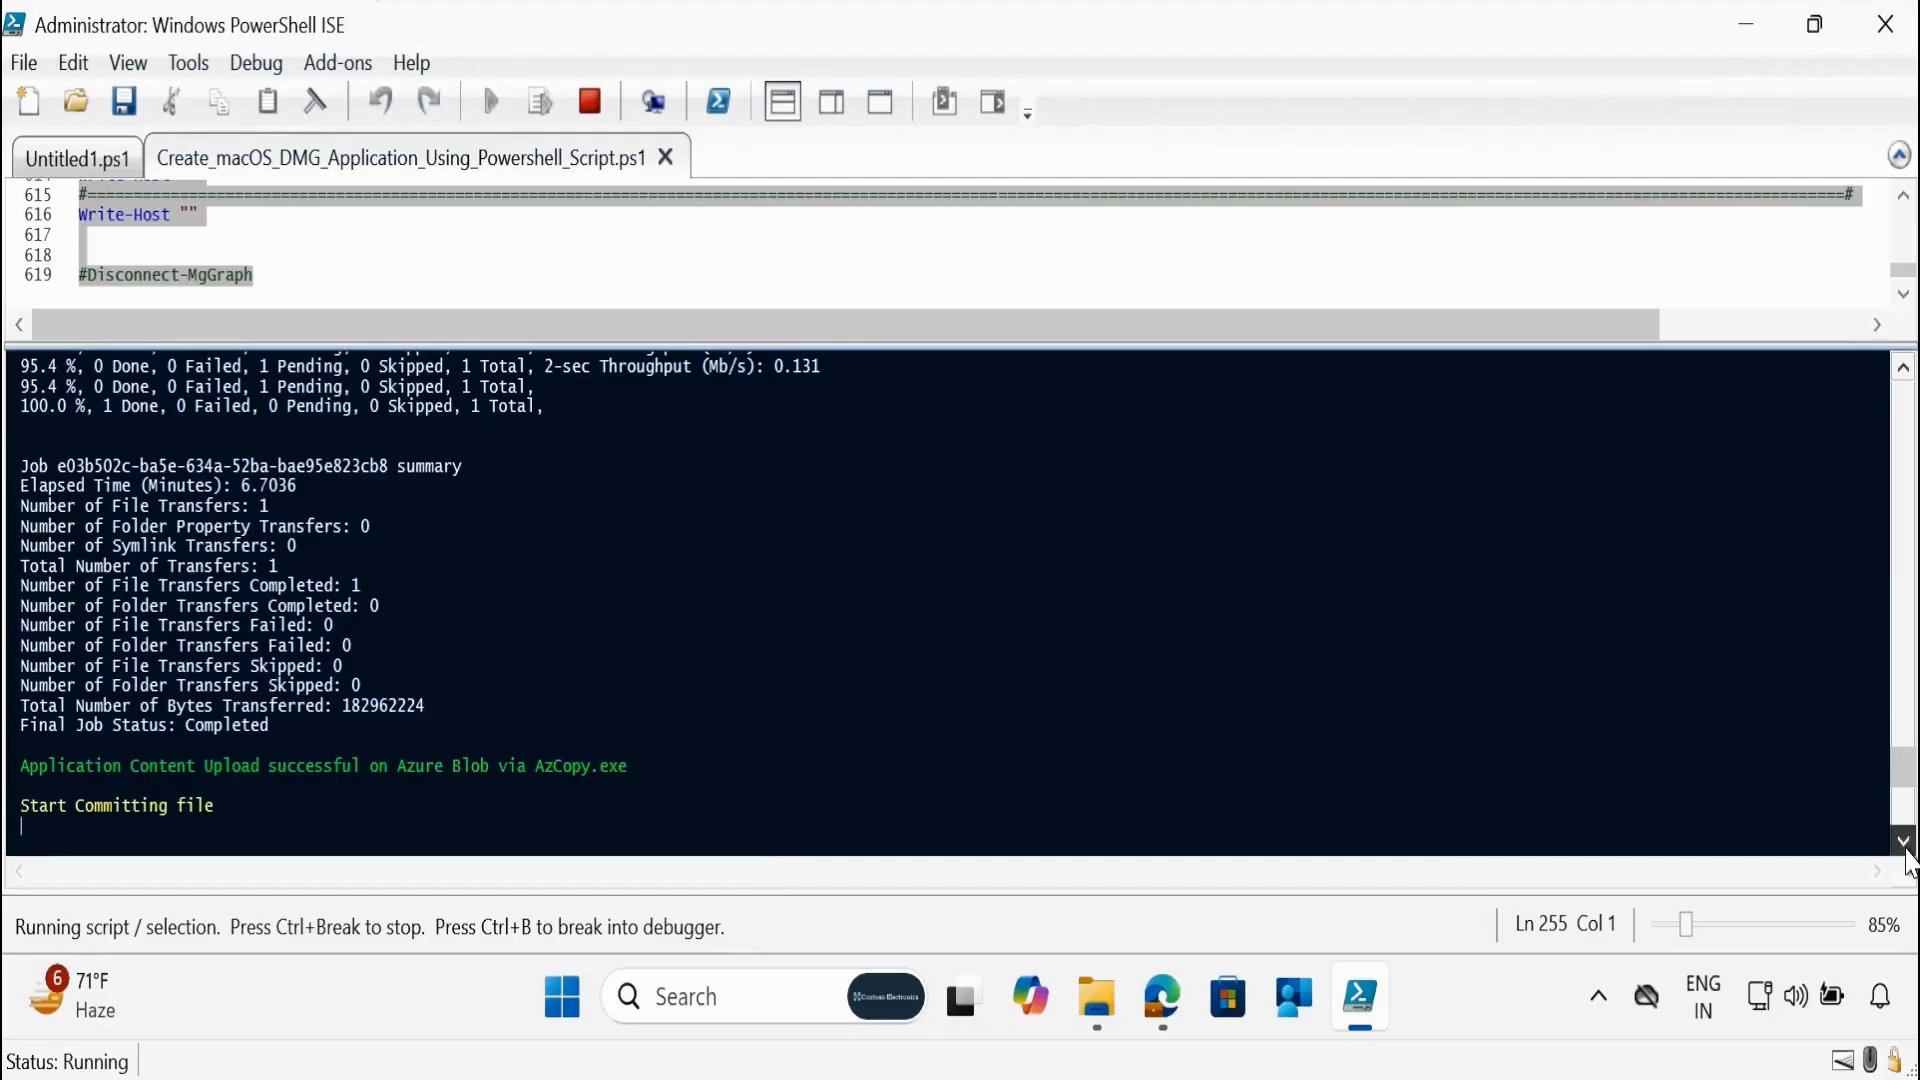 Administrator: Windows PowerShell ISE
File Edit View Tools Debug Add-ons Help
Untitled1.ps1 Create_macOS_DMG_Application_Using_Powershell_Script.ps1
615 #=====#
616 Write-Host ""
617
618
619 #Disconnect-MgGraph
95.4 %, 0 Done, 0 Failed, 1 Pending, 0 Skipped, 1 Total, 2-sec Throughput (Mb/s): 0.131
95.4 %, 0 Done, 0 Failed, 1 Pending, 0 Skipped, 1 Total,
100.0 %, 1 Done, 0 Failed, 0 Pending, 0 Skipped, 1 Total,
Job e03b502c-ba5e-634a-52ba-bae95e823cb8 summary
Elapsed Time (Minutes): 6.7036
Number of File Transfers: 1
Number of Folder Property Transfers: 0
Number of Symlink Transfers: 0
Total Number of Transfers: 1
Number of File Transfers Completed: 1
Number of Folder Transfers Completed: 0
Number of File Transfers Failed: 0
Number of Folder Transfers Failed: 0
Number of File Transfers Skipped: 0
Number of Folder Transfers Skipped: 0
Total Number of Bytes Transferred: 182962224
Final Job Status: Completed
Application Content Upload successful on Azure Blob via AzCopy.exe
Start Committing file
Running script / selection. Press Ctrl+Break to stop. Press Ctrl+B to break into debugger.
Ln 255 Col 1
85%
6
71°F
Haze
Search
Contoso Electronics
ENG
IN
Status: Running